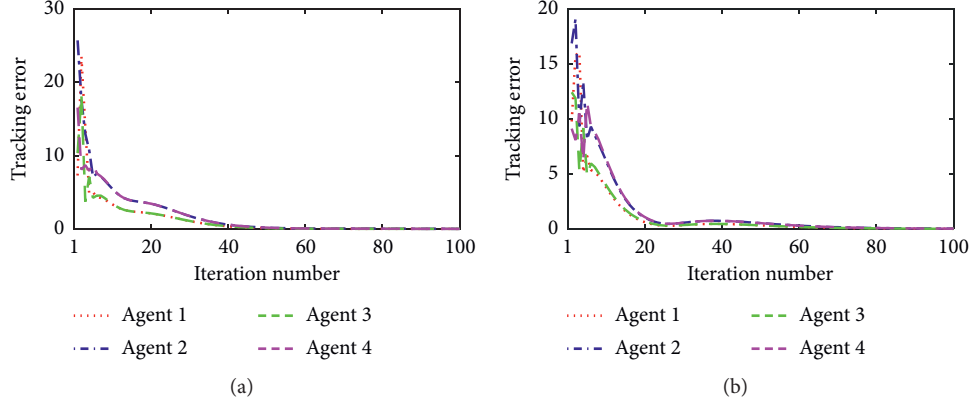 30
20
10
0
Tracking error
1 20 40 60 80 100
Iteration number
Agent 1 Agent 3
Agent 2 Agent 4
(a)
20
15
10
5
0
Tracking error
1 20 40 60 80 100
Iteration number
Agent 1 Agent 3
Agent 2 Agent 4
(b)